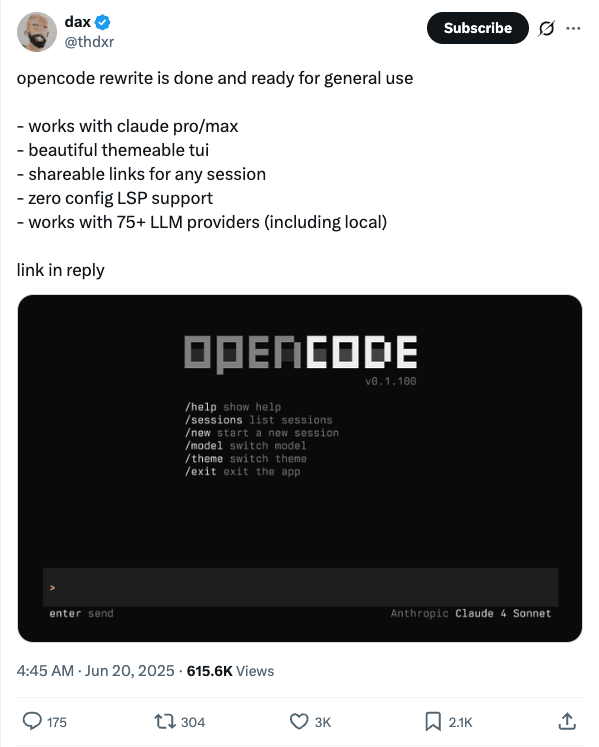 dax
@thdxr
Subscribe
opencode rewrite is done and ready for general use
- works with claude pro/max
- beautiful themeable tui
- shareable links for any session
- zero config LSP support
- works with 75+ LLM providers (including local)
link in reply
opencode
v0.1.100
/help show help
/sessions list sessions
/new start a new session
/model switch model
/theme switch theme
/exit exit the app
>
enter send
Anthropic Claude 4 Sonnet
4:45 AM · Jun 20, 2025 · 615.6K Views
175
304
3K
2.1K